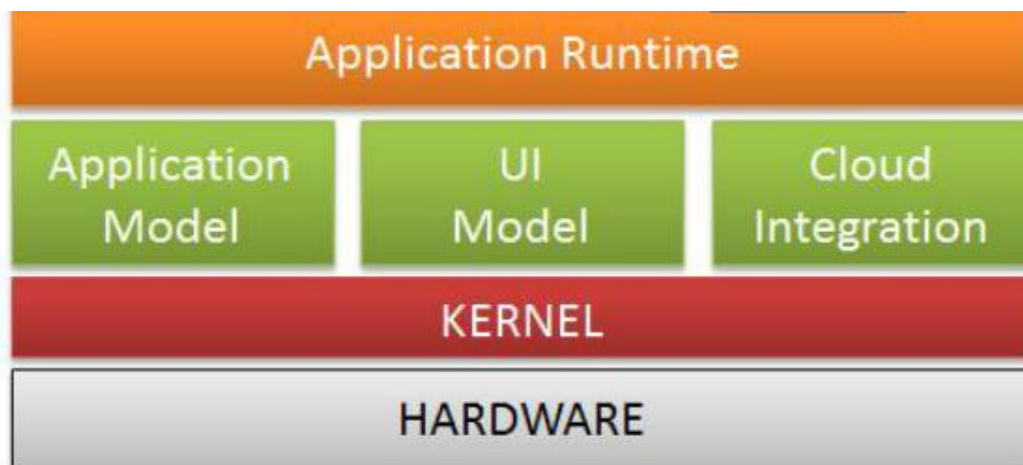 Application Runtime
Application
Model
UI
Model
Cloud
Integration
KERNEL
HARDWARE